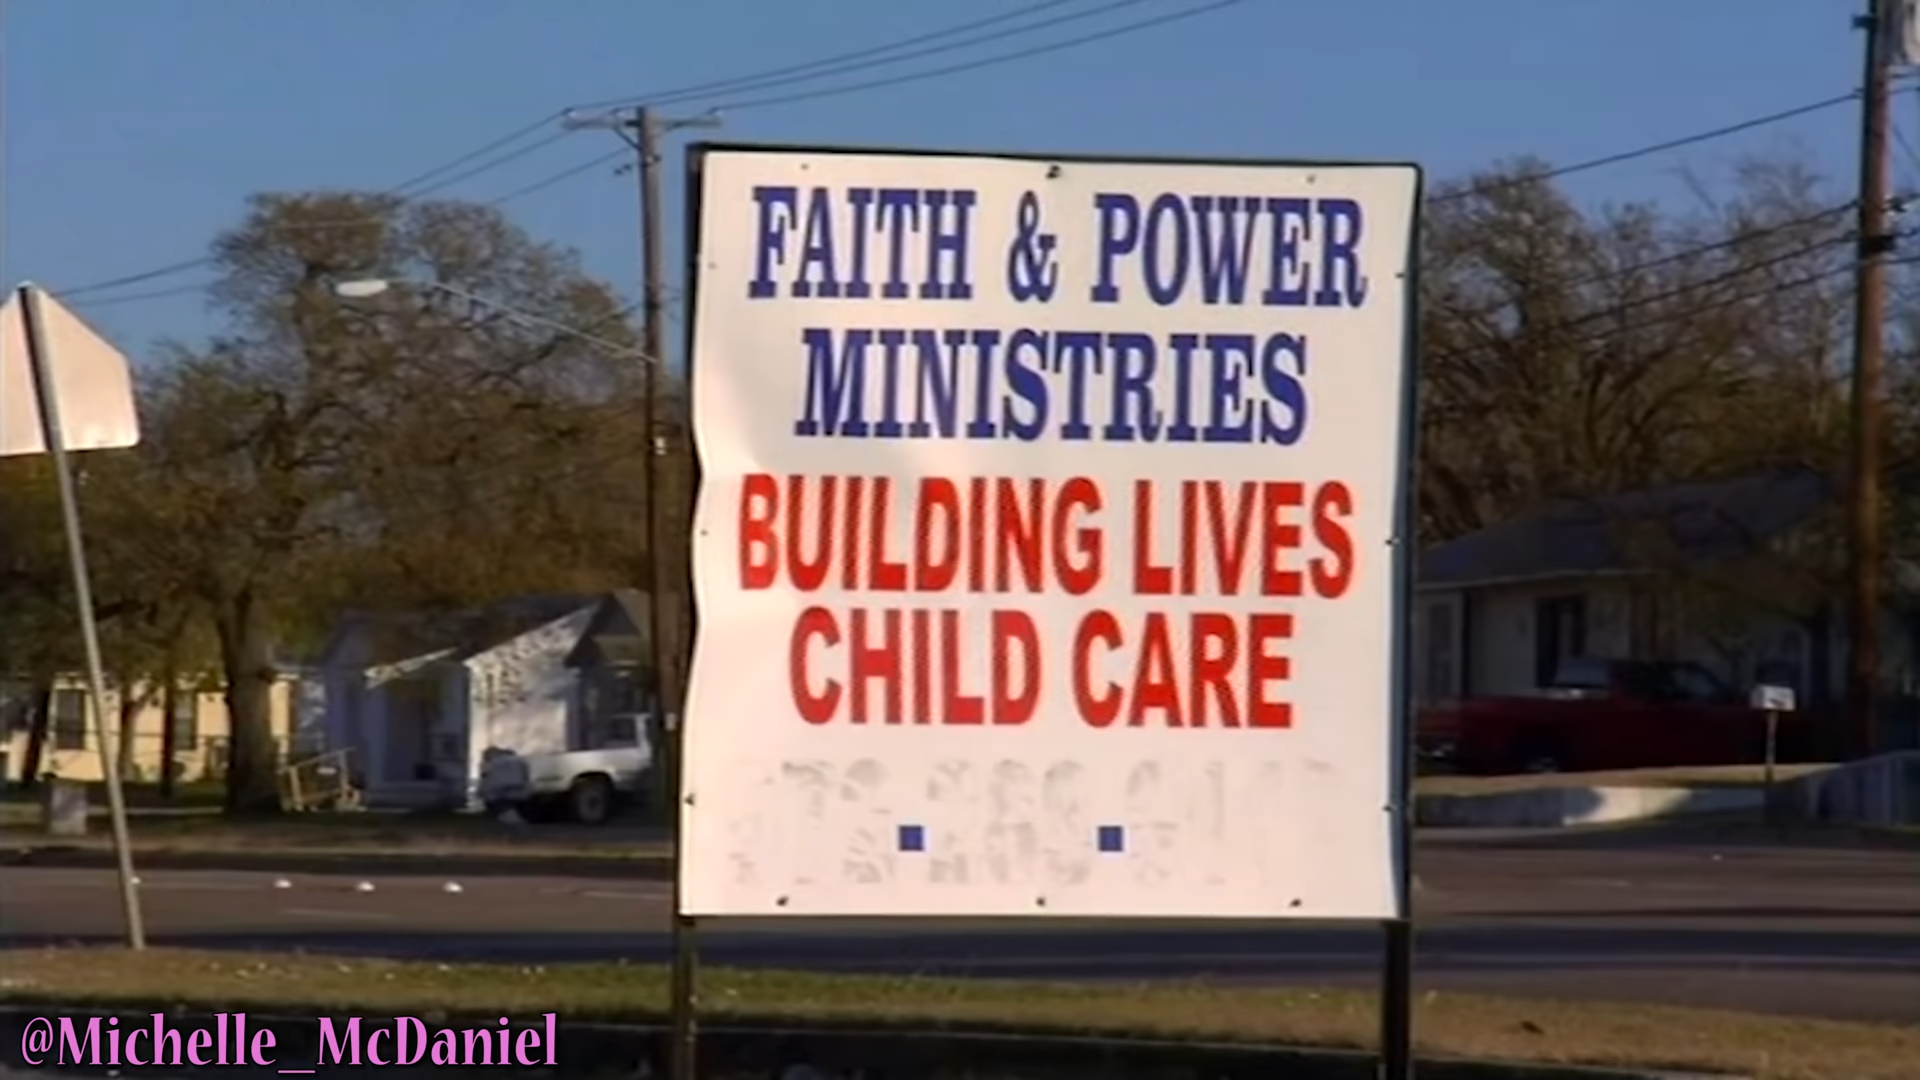 FAITH & POWER
MINISTRIES
BUILDING LIVES
CHILD CARE
@Michelle_McDaniel